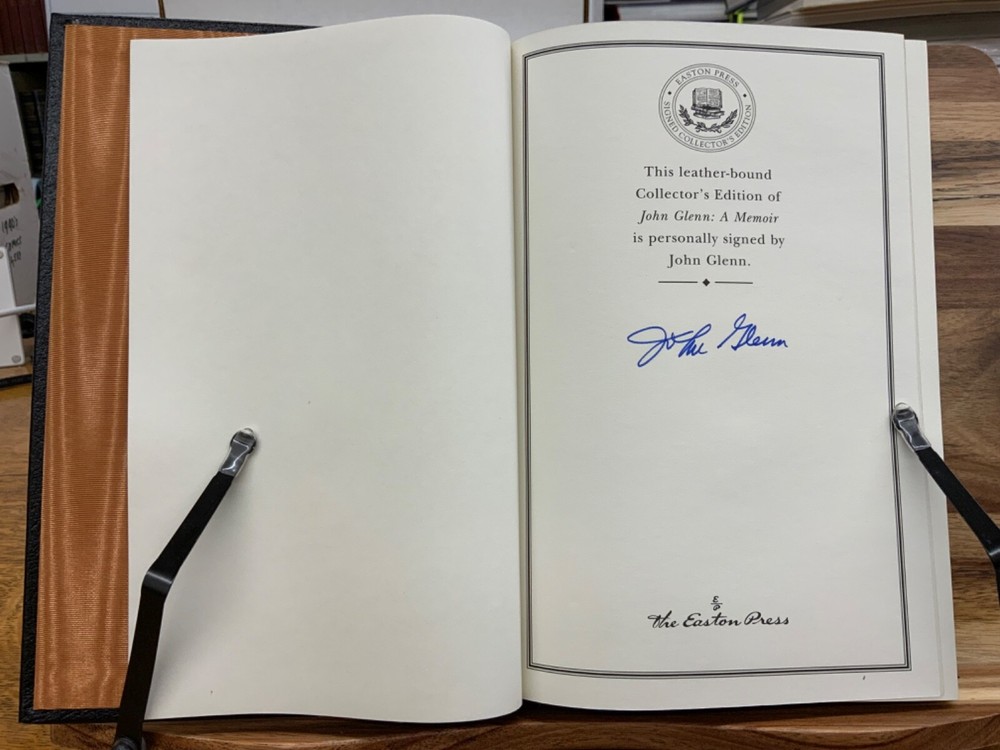 EASTON PRESS
SIGNED COLLECTOR'S EDITION
This leather-bound
Collector's Edition of
John Glenn: A Memoir
is personally signed by
John Glenn.
John Glenn
E
P
The Easton Press